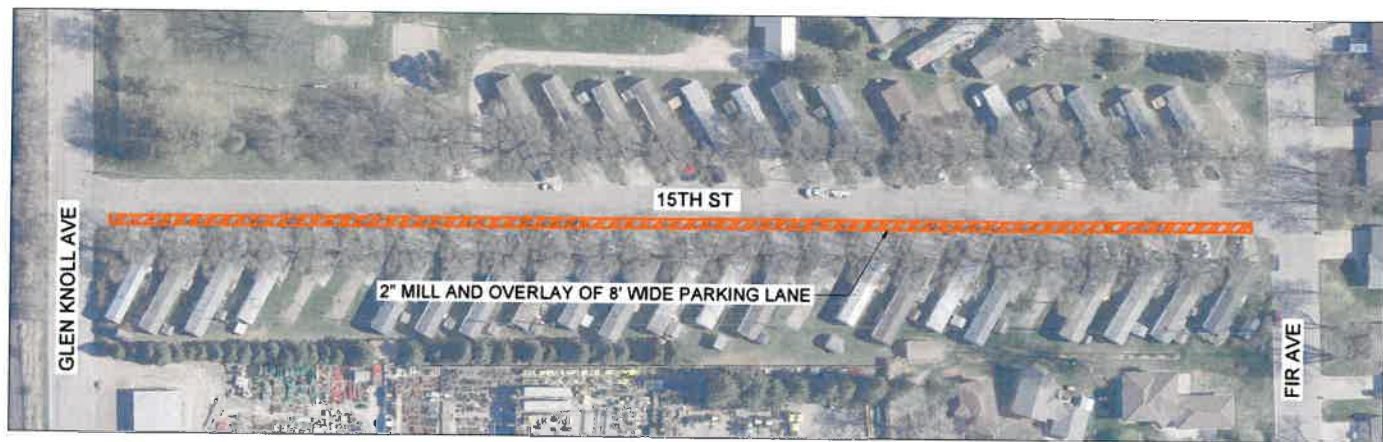 15TH ST
GLEN KNOLL AVE
2" MILL AND OVERLAY OF 8' WIDE PARKING LANE
FIR AVE